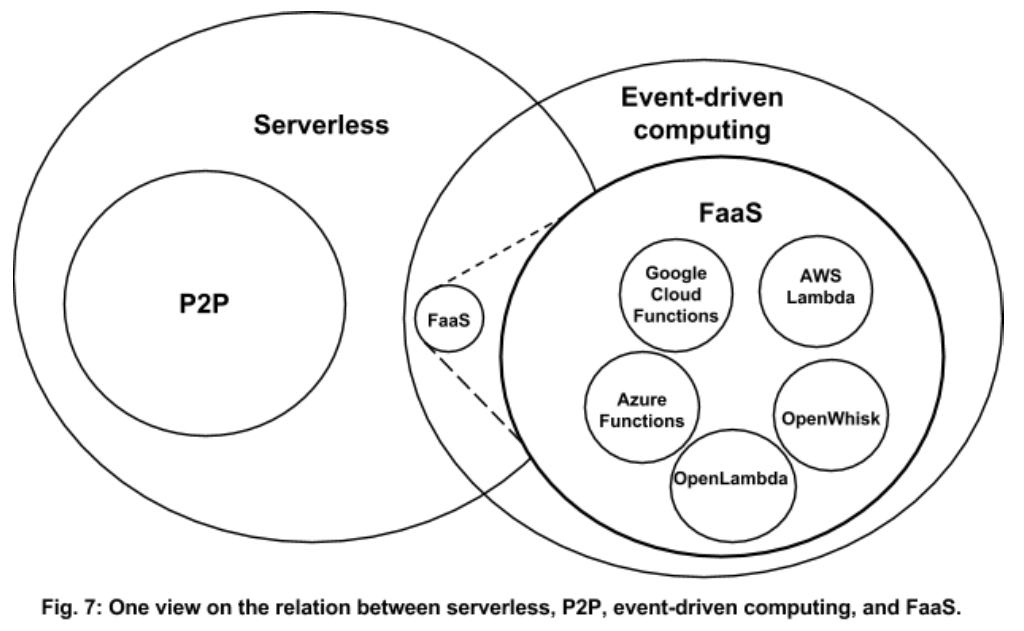 Serverless
Event-driven
computing
P2P
FaaS
FaaS
Google
Cloud
Functions
AWS
Lambda
Azure
Functions
OpenWhisk
OpenLambda
Fig. 7: One view on the relation between serverless, P2P, event-driven computing, and FaaS.